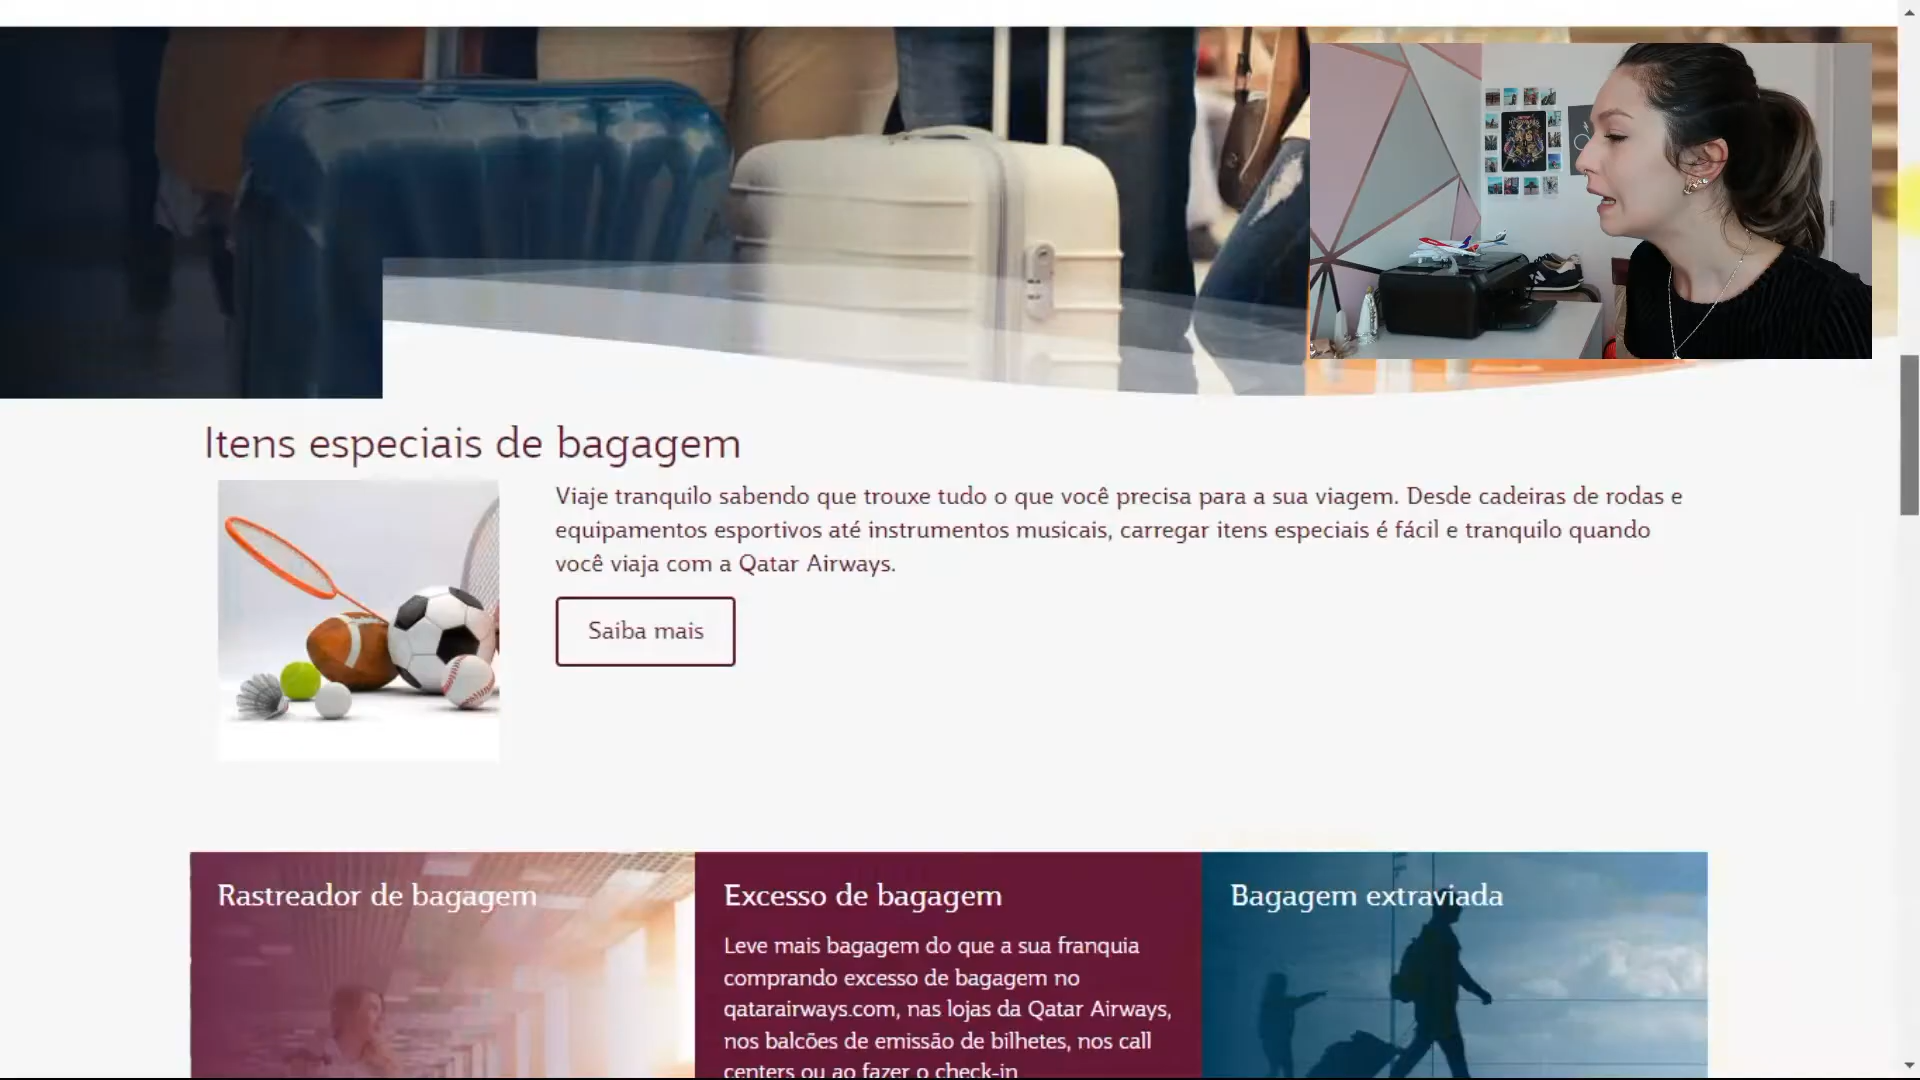 Itens especiais de bagagem
Viaje tranquilo sabendo que trouxe tudo o que você precisa para a sua viagem. Desde cadeiras de rodas e
equipamentos esportivos até instrumentos musicais, carregar itens especiais é fácil e tranquilo quando
você viaja com a Qatar Airways.
Saiba mais
Rastreador de bagagem
Excesso de bagagem
Leve mais bagagem do que a sua franquia
comprando excesso de bagagem no
qatarairways.com, nas lojas da Qatar Airways,
nos balcões de emissão de bilhetes, nos call
centers ou ao fazer o check-in
Bagagem extraviada